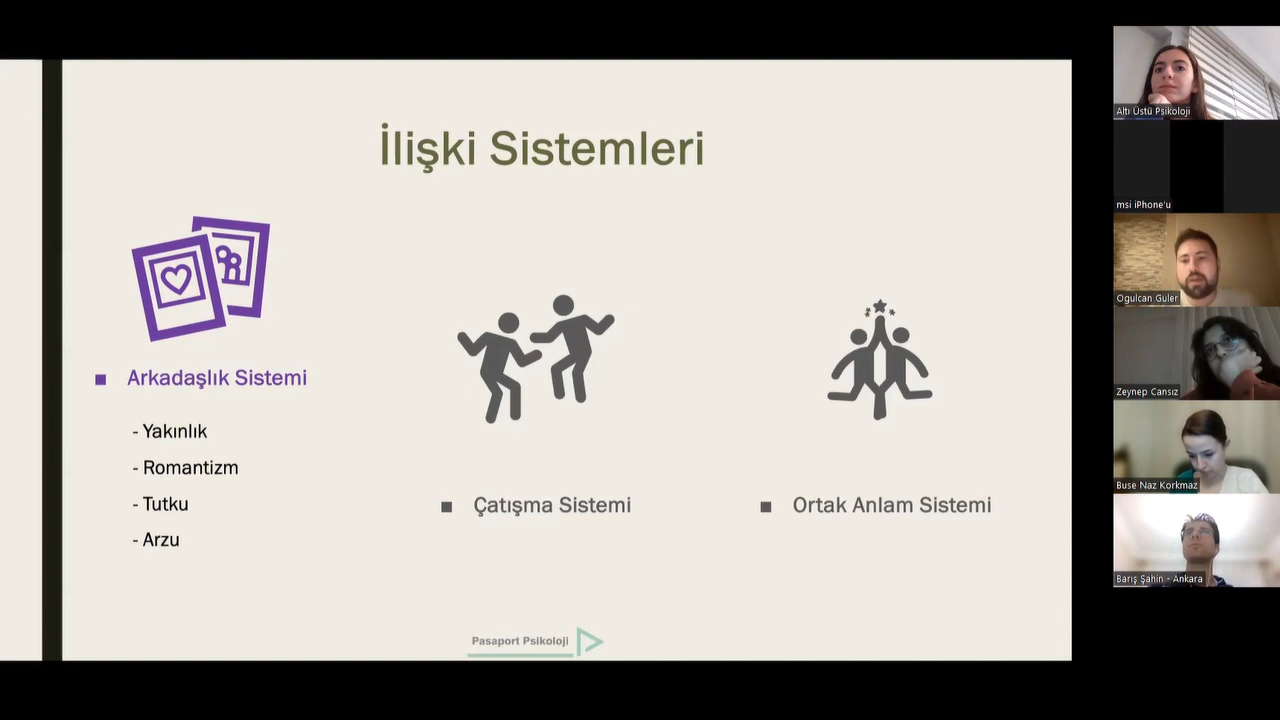 İlişki Sistemleri
Arkadaşlık Sistemi
- Yakınlık
- Romantizm
- Tutku
- Arzu
Çatışma Sistemi
Ortak Anlam Sistemi
Pasaport Psikoloji
Altı Üstü Psikoloji
msi iPhone'u
Ogulcan Guler
Zeynep Cansız
Buse Naz Korkmaz
Barış Şahin - Ankara